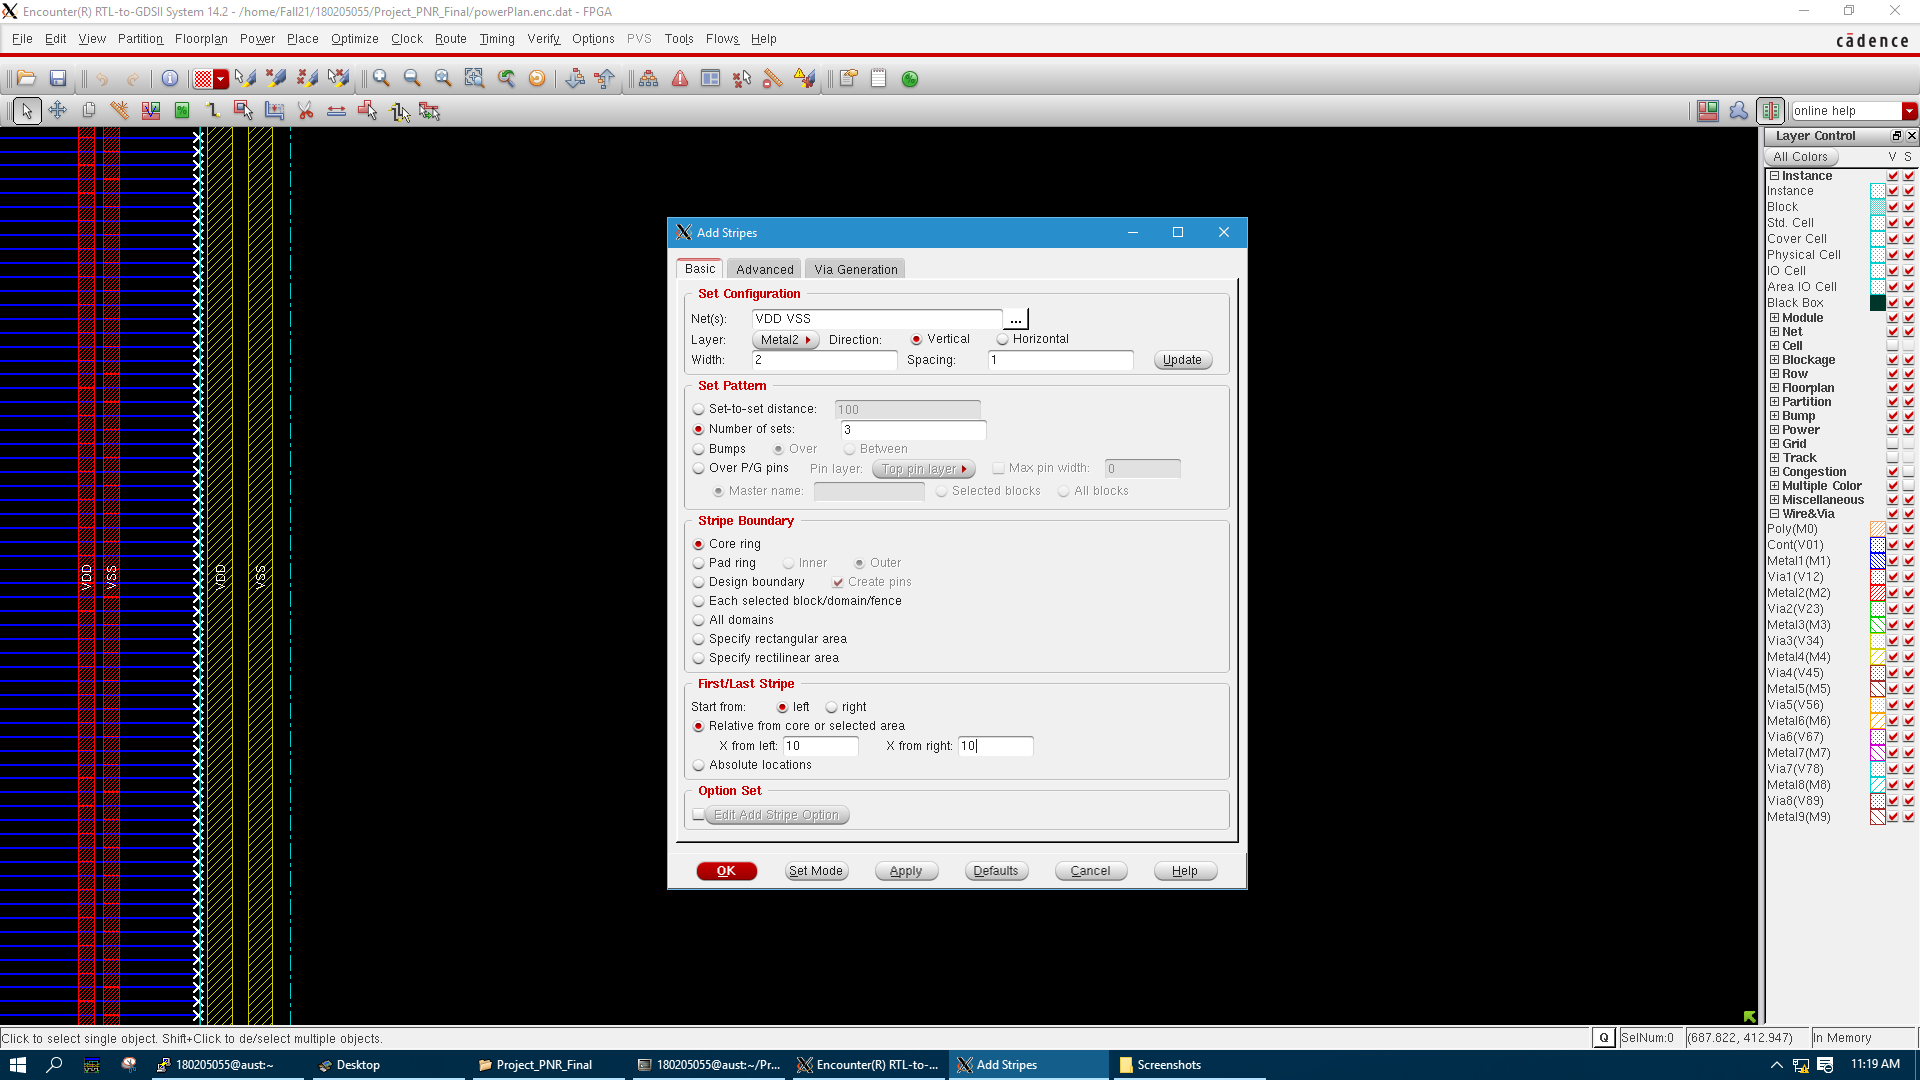 Encounter(R) RTL-to-GDSII System 14.2 - /home/Fall21/180205055/Project_PNR_Final/powerPlan.enc.dat - FPGA
File Edit View Partition Floorplan Power Place Optimize Clock Route Timing Verify Options PVS Tools Flows Help
cādence
online help
Layer Control
All Colors V S
Instance
Instance
Block
Std. Cell
Cover Cell
Physical Cell
IO Cell
Area IO Cell
Black Box
Module
Net
Cell
Blockage
Row
Floorplan
Partition
Bump
Power
Grid
Track
Congestion
Multiple Color
Miscellaneous
Wire&Via
Poly(M0)
Cont(V01)
Metal1(M1)
Via1(V12)
Metal2(M2)
Via2(V23)
Metal3(M3)
Via3(V34)
Metal4(M4)
Via4(V45)
Metal5(M5)
Via5(V56)
Metal6(M6)
Via6(V67)
Metal7(M7)
Via7(V78)
Metal8(M8)
Via8(V89)
Metal9(M9)
VDD VSS VDD VSS
Add Stripes
Basic Advanced Via Generation
Set Configuration
Net(s): VDD VSS ...
Layer: Metal2 Direction: Vertical Horizontal
Width: 2 Spacing: 1 Update
Set Pattern
Set-to-set distance: 100
Number of sets: 3
Bumps Over Between
Over P/G pins Pin layer: Top pin layer Max pin width: 0
Master name: Selected blocks All blocks
Stripe Boundary
Core ring
Pad ring Inner Outer
Design boundary Create pins
Each selected block/domain/fence
All domains
Specify rectangular area
Specify rectilinear area
First/Last Stripe
Start from: left right
Relative from core or selected area
X from left: 10 X from right: 10
Absolute locations
Option Set
Edit Add Stripe Option
OK Set Mode Apply Defaults Cancel Help
Click to select single object. Shift+Click to de/select multiple objects.
Q SelNum:0 (687.822, 412.947) In Memory
180205055@aust:~ Desktop Project_PNR_Final 180205055@aust:~/Pr... Encounter(R) RTL-to-... Add Stripes Screenshots 11:19 AM